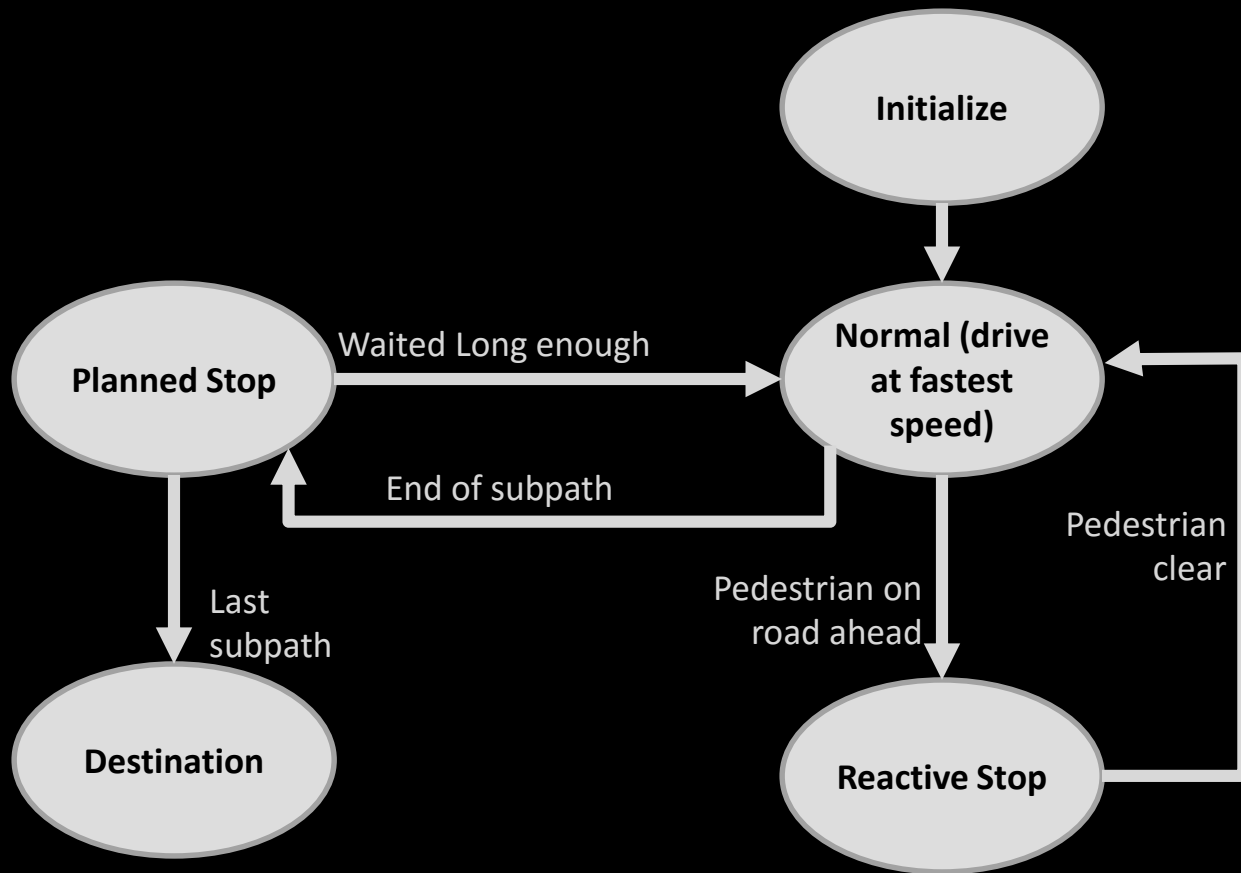 Initialize
Normal (drive
at fastest
speed)
Waited Long enough
Planned Stop
End of subpath
Pedestrian
clear
Pedestrian on
road ahead
Last
subpath
Destination
Reactive Stop